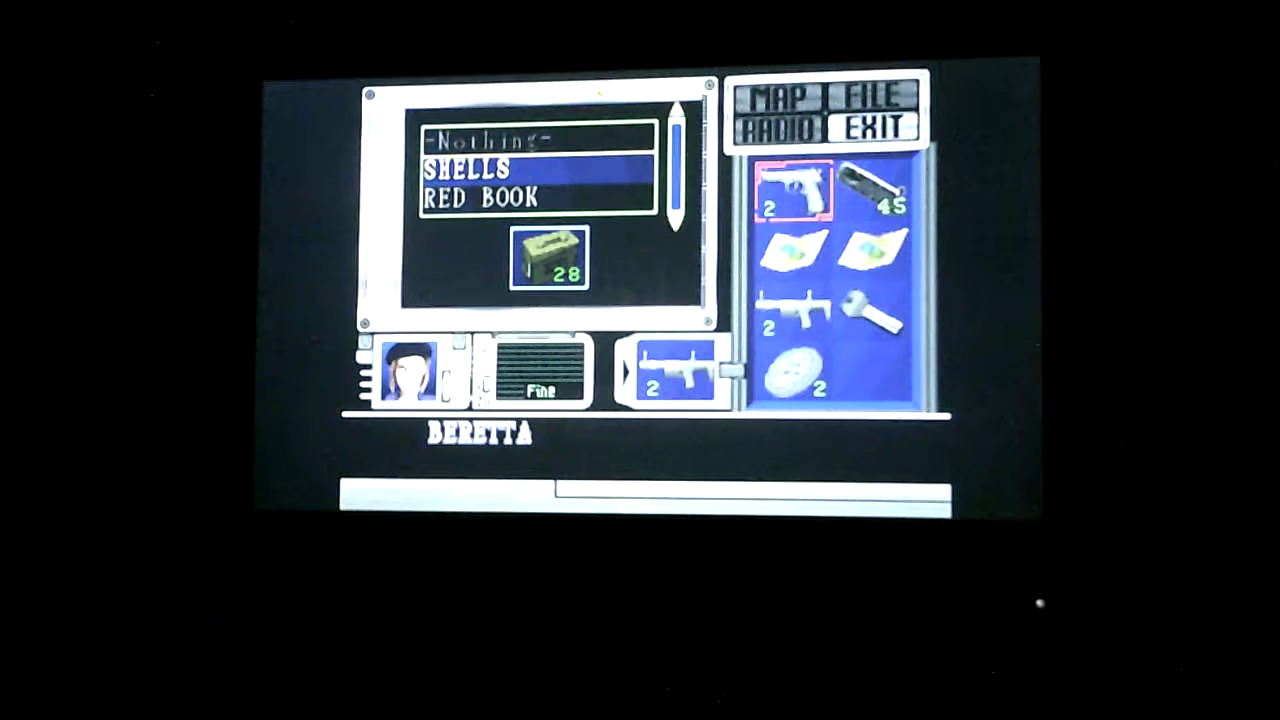 MAP FILE
RADIO EXIT
-Nothing-
SHELLS
RED BOOK
2 45
28
2
Fine
2
2
BERETTA